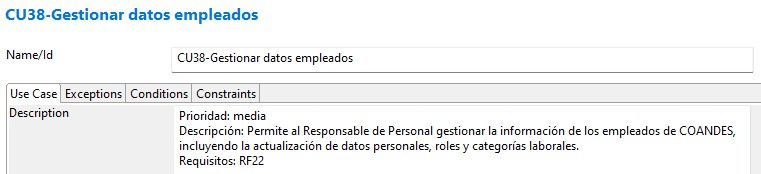 CU38-Gestionar datos empleados
Name/Id CU38-Gestionar datos empleados
Use Case Exceptions Conditions Constraints
Description Prioridad: media
Descripción: Permite al Responsable de Personal gestionar la información de los empleados de COANDES,
incluyendo la actualización de datos personales, roles y categorías laborales.
Requisitos: RF22